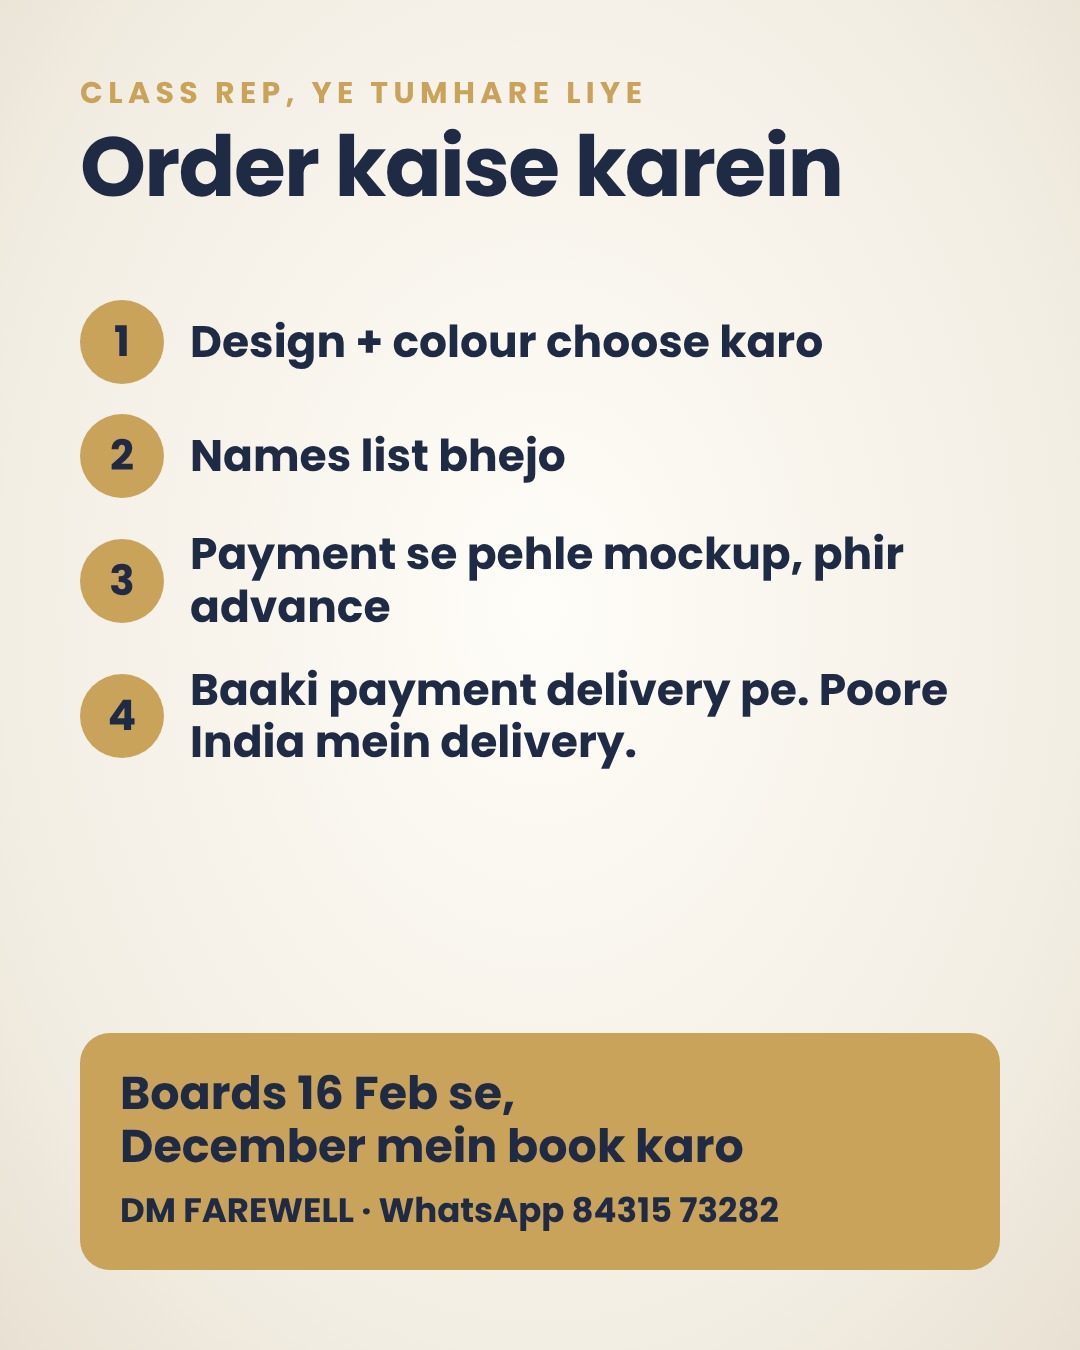 CLASS REP, YE TUMHARE LIYE
Order kaise karein
1 Design + colour choose karo
2 Names list bhejo
3 Payment se pehle mockup, phir
advance
4 Baaki payment delivery pe. Poore
India mein delivery.
Boards 16 Feb se,
December mein book karo
DM FAREWELL · WhatsApp 84315 73282